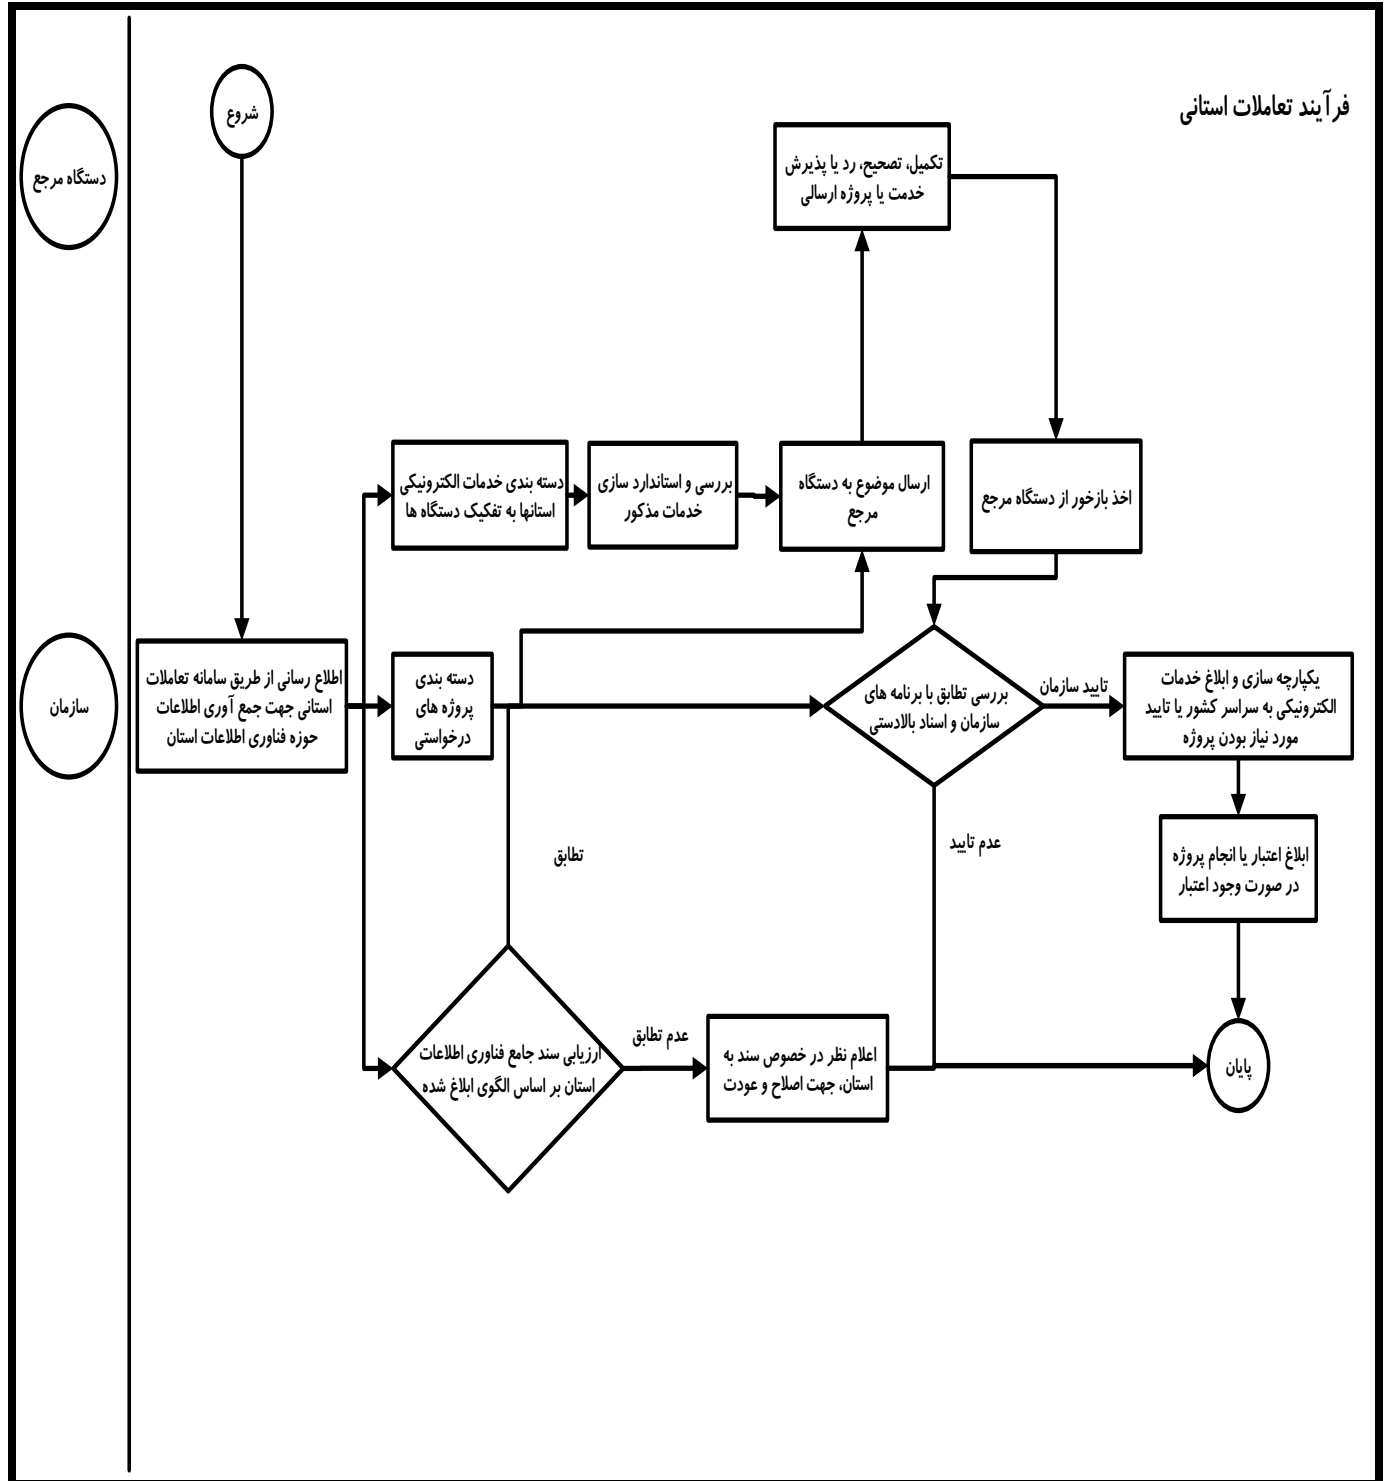 فرآیند تعاملات استانی
شروع
دستگاه مرجع
تکمیل، تصحیح، رد یا پذیرش
خدمت یا پروژه ارسالی
دسته بندی خدمات الکترونیکی
استانها به تفکیک دستگاه ها
بررسی و استاندارد سازی
خدمات مذکور
ارسال موضوع به دستگاه
مرجع
اخذ بازخور از دستگاه مرجع
سازمان
اطلاع رسانی از طریق سامانه تعاملات
استانی جهت جمع آوری اطلاعات
حوزه فناوری اطلاعات استان
دسته بندی
پروژه های
درخواستی
بررسی تطابق با برنامه های
سازمان و اسناد بالادستی
تایید سازمان
یکپارچه سازی و ابلاغ خدمات
الکترونیکی به سراسر کشور یا تایید
مورد نیاز بودن پروژه
تطابق
عدم تایید
ابلاغ اعتبار یا انجام پروژه
در صورت وجود اعتبار
ارزیابی سند جامع فناوری اطلاعات
استان بر اساس الگوی ابلاغ شده
عدم تطابق
اعلام نظر در خصوص سند به
استان، جهت اصلاح و عودت
پایان